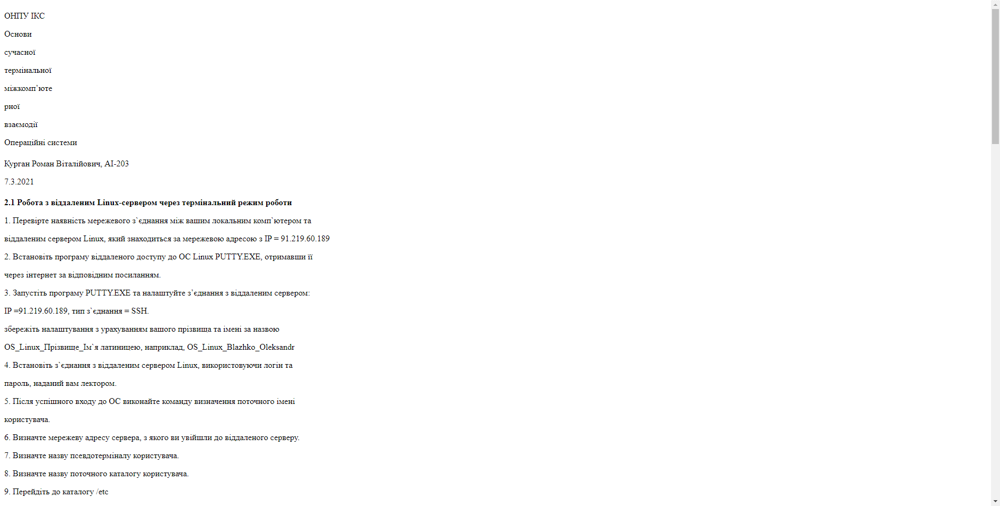 ОНПУ ІКС
Основи
сучасної
термінальної
міжкомп’юте
рної
взаємодії
Операційні системи
Курган Роман Віталійович, АІ-203
7.3.2021
2.1 Робота з віддаленим Linux-сервером через термінальний режим роботи
1. Перевірте наявність мережевого з`єднання між вашим локальним комп`ютером та
віддаленим сервером Linux, який знаходиться за мережевою адресою з IP = 91.219.60.189
2. Встановіть програму віддаленого доступу до ОС Linux PUTTY.EXE, отримавши її
через інтернет за відповідним посиланням.
3. Запустіть програму PUTTY.EXE та налаштуйте з’єднання з віддаленим сервером:
IP =91.219.60.189, тип з`єднання = SSH.
збережіть налаштування з урахуванням вашого прізвища та імені за назвою
OS_Linux_Прізвище_Ім`я латиницею, наприклад, OS_Linux_Blazhko_Oleksandr
4. Встановіть з`єднання з віддаленим сервером Linux, використовуючи логін та
пароль, наданий вам лектором.
5. Після успішного входу до ОС виконайте команду визначення поточного імені
користувача.
6. Визначте мережеву адресу сервера, з якого ви увійшли до віддаленого серверу.
7. Визначте назву псевдотерміналу користувача.
8. Визначте назву поточного каталогу користувача.
9. Перейдіть до каталогу /etc